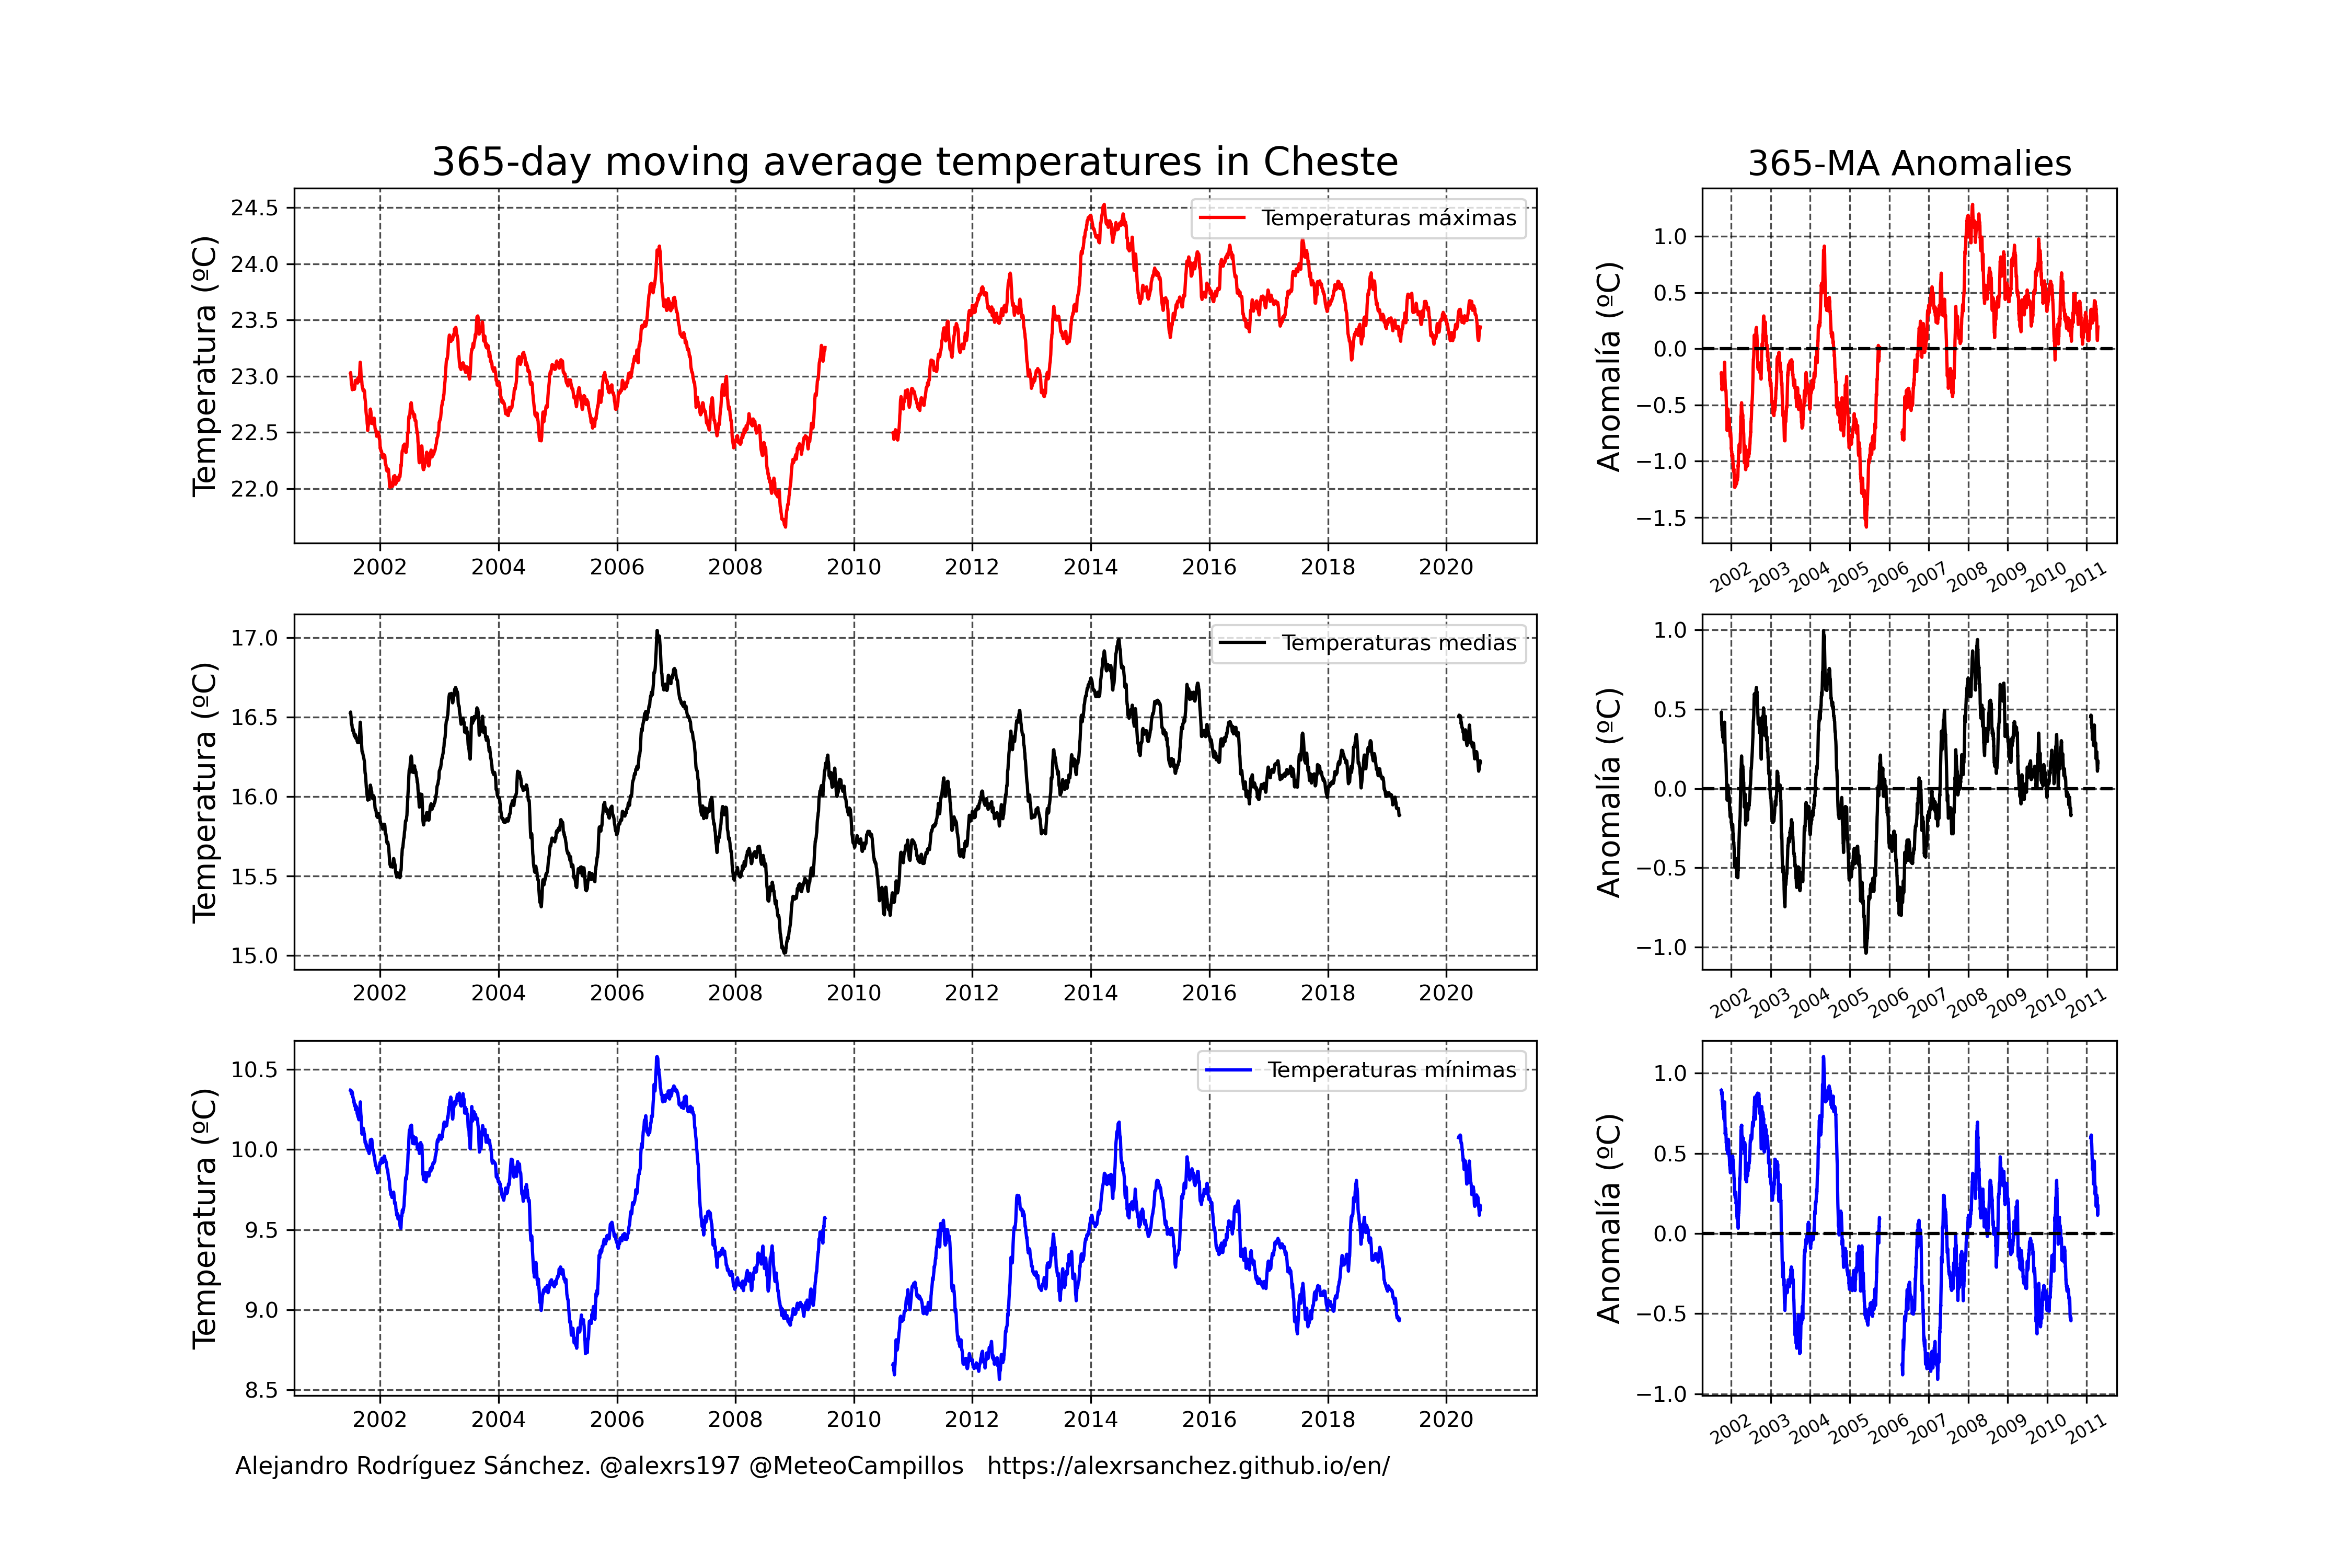 365-day moving average temperatures in Cheste
365-MA Anomalies
Temperatura (ºC)
24.5
24.0
23.5
23.0
22.5
22.0
Temperaturas máximas
2002 2004 2006 2008 2010 2012 2014 2016 2018 2020
Anomalía (ºC)
1.0
0.5
0.0
−0.5
−1.0
−1.5
2002 2003 2004 2005 2006 2007 2008 2009 2010 2011
Temperatura (ºC)
17.0
16.5
16.0
15.5
15.0
Temperaturas medias
2002 2004 2006 2008 2010 2012 2014 2016 2018 2020
Anomalía (ºC)
1.0
0.5
0.0
−0.5
−1.0
2002 2003 2004 2005 2006 2007 2008 2009 2010 2011
Temperatura (ºC)
10.5
10.0
9.5
9.0
8.5
Temperaturas mínimas
2002 2004 2006 2008 2010 2012 2014 2016 2018 2020
Anomalía (ºC)
1.0
0.5
0.0
−0.5
−1.0
2002 2003 2004 2005 2006 2007 2008 2009 2010 2011
Alejandro Rodríguez Sánchez. @alexrs197 @MeteoCampillos https://alexrsanchez.github.io/en/